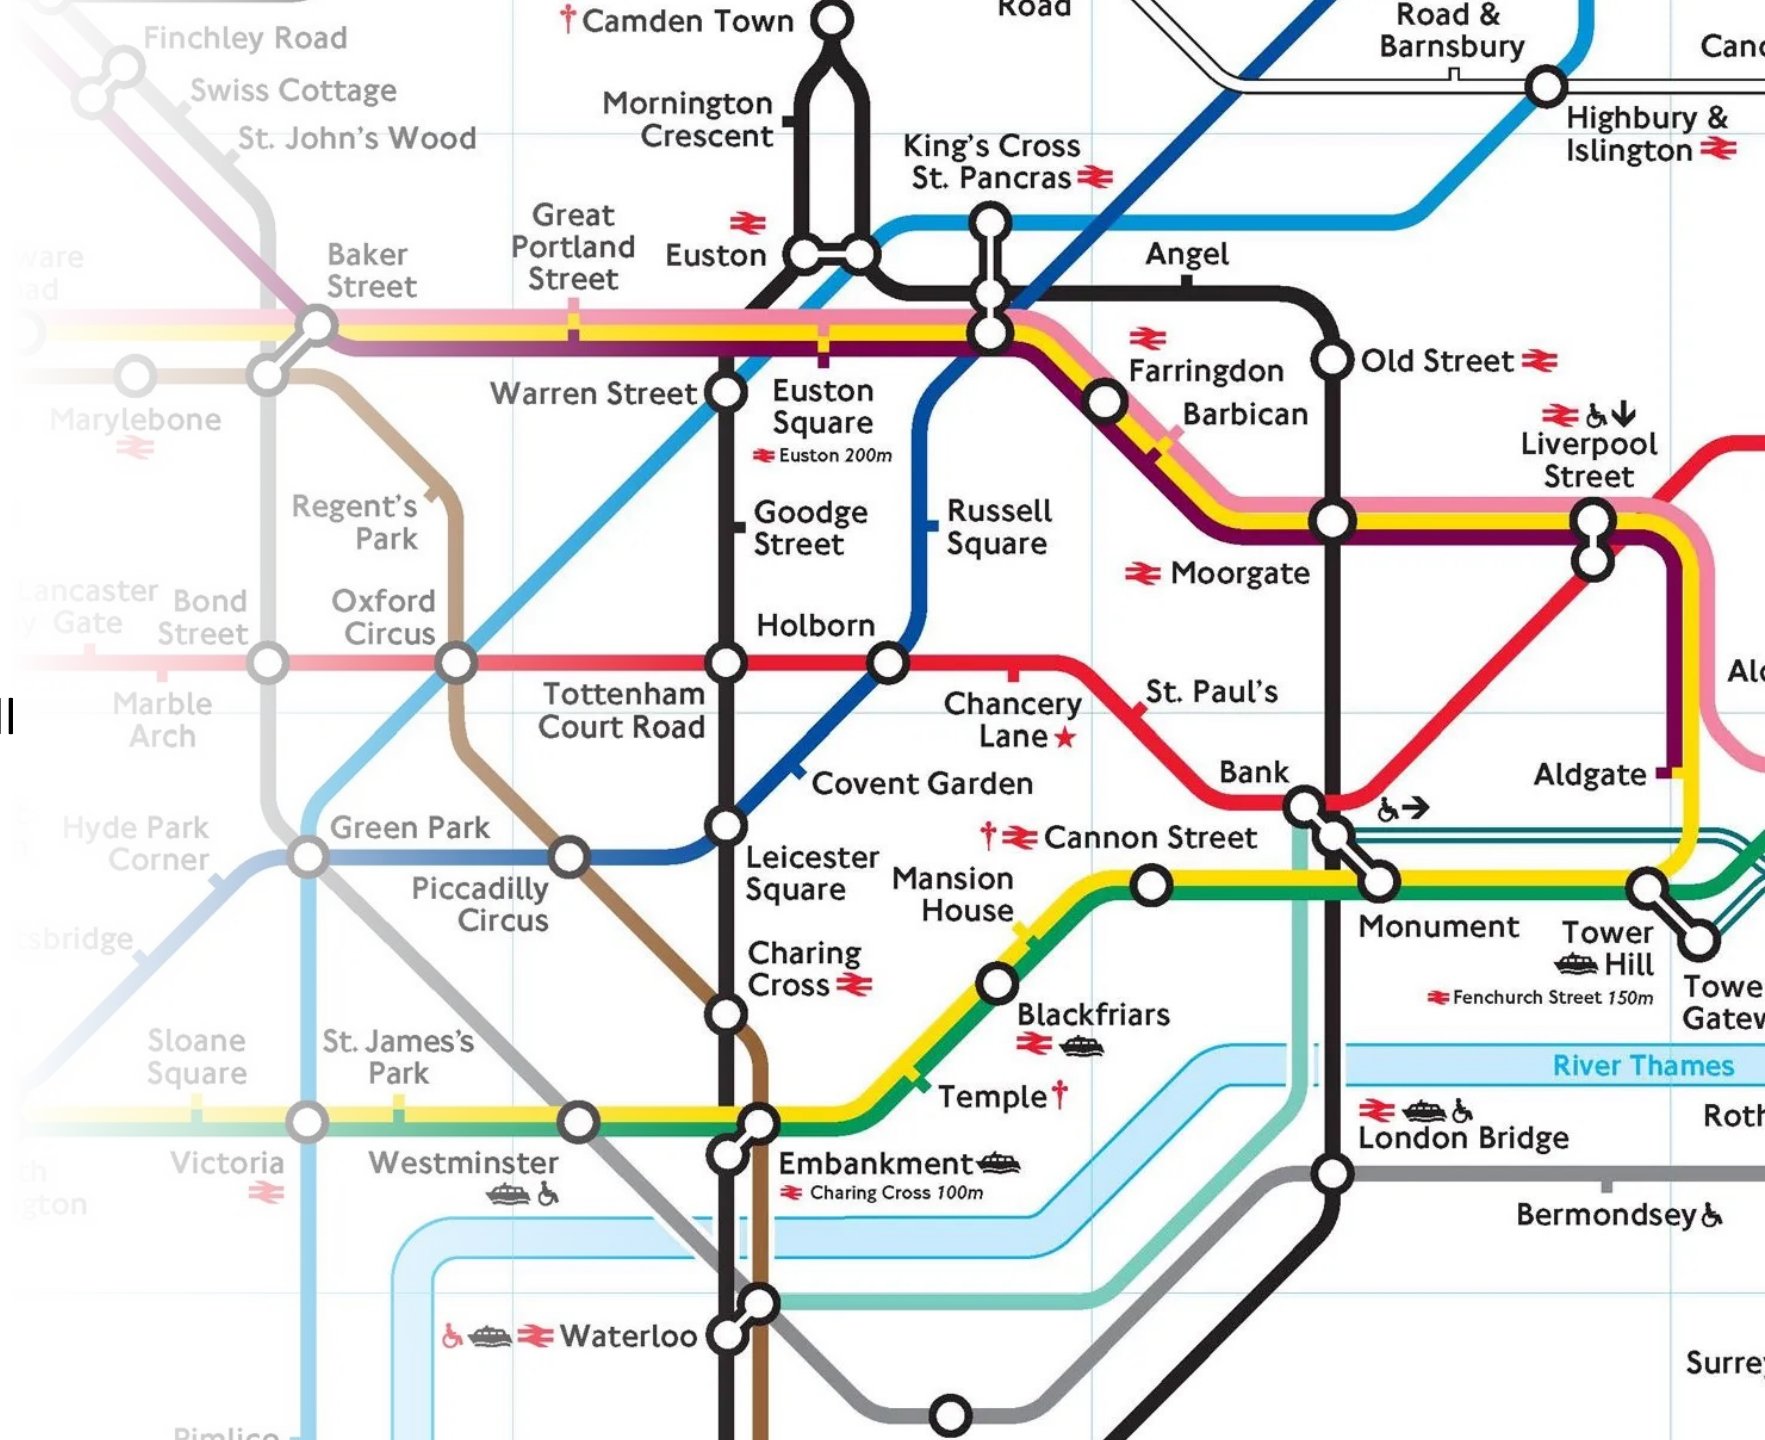 Finchley Road
Swiss Cottage
St. John's Wood
† Camden Town
Mornington
Crescent
Road
Road &
Barnsbury
Highbury &
Islington
King's Cross
St. Pancras
Great
Portland
Street
Euston
Angel
Baker
Street
Warren Street
Euston
Square
Euston 200m
Farringdon
Barbican
Old Street
Liverpool
Street
Marylebone
Regent's
Park
Goodge
Street
Russell
Square
Moorgate
Lancaster
Gate
Bond
Street
Oxford
Circus
Holborn
Marble
Arch
Tottenham
Court Road
Chancery
Lane ★
St. Paul's
Covent Garden
Bank
Aldgate
Hyde Park
Corner
Green Park
Piccadilly
Circus
Leicester
Square
† Cannon Street
Mansion
House
Monument
Tower
Hill
Fenchurch Street 150m
Charing
Cross
Blackfriars
Temple †
River Thames
Sloane
Square
St. James's
Park
Victoria
Westminster
Embankment
Charing Cross 100m
London Bridge
Bermondsey
Waterloo
Pimlico